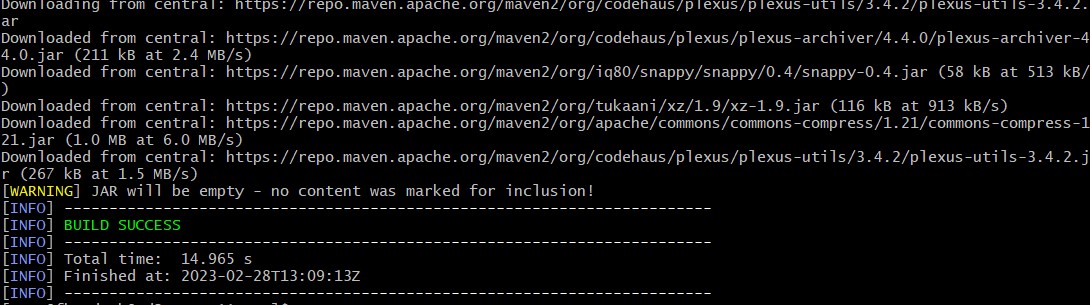 Downloading from central: https://repo.maven.apache.org/maven2/org/codehaus/plexus/plexus-utils/3.4.2/plexus-utils-3.4.2.
ar
Downloaded from central: https://repo.maven.apache.org/maven2/org/codehaus/plexus/plexus-archiver/4.4.0/plexus-archiver-4
4.0.jar (211 kB at 2.4 MB/s)
Downloaded from central: https://repo.maven.apache.org/maven2/org/iq80/snappy/snappy/0.4/snappy-0.4.jar (58 kB at 513 kB/
)
Downloaded from central: https://repo.maven.apache.org/maven2/org/tukaani/xz/1.9/xz-1.9.jar (116 kB at 913 kB/s)
Downloaded from central: https://repo.maven.apache.org/maven2/org/apache/commons/commons-compress/1.21/commons-compress-1
21.jar (1.0 MB at 6.0 MB/s)
Downloaded from central: https://repo.maven.apache.org/maven2/org/codehaus/plexus/plexus-utils/3.4.2/plexus-utils-3.4.2.j
r (267 kB at 1.5 MB/s)
[WARNING] JAR will be empty - no content was marked for inclusion!
[INFO] ------------------------------------------------------------------------
[INFO] BUILD SUCCESS
[INFO] ------------------------------------------------------------------------
[INFO] Total time:  14.965 s
[INFO] Finished at: 2023-02-28T13:09:13Z
[INFO] ------------------------------------------------------------------------